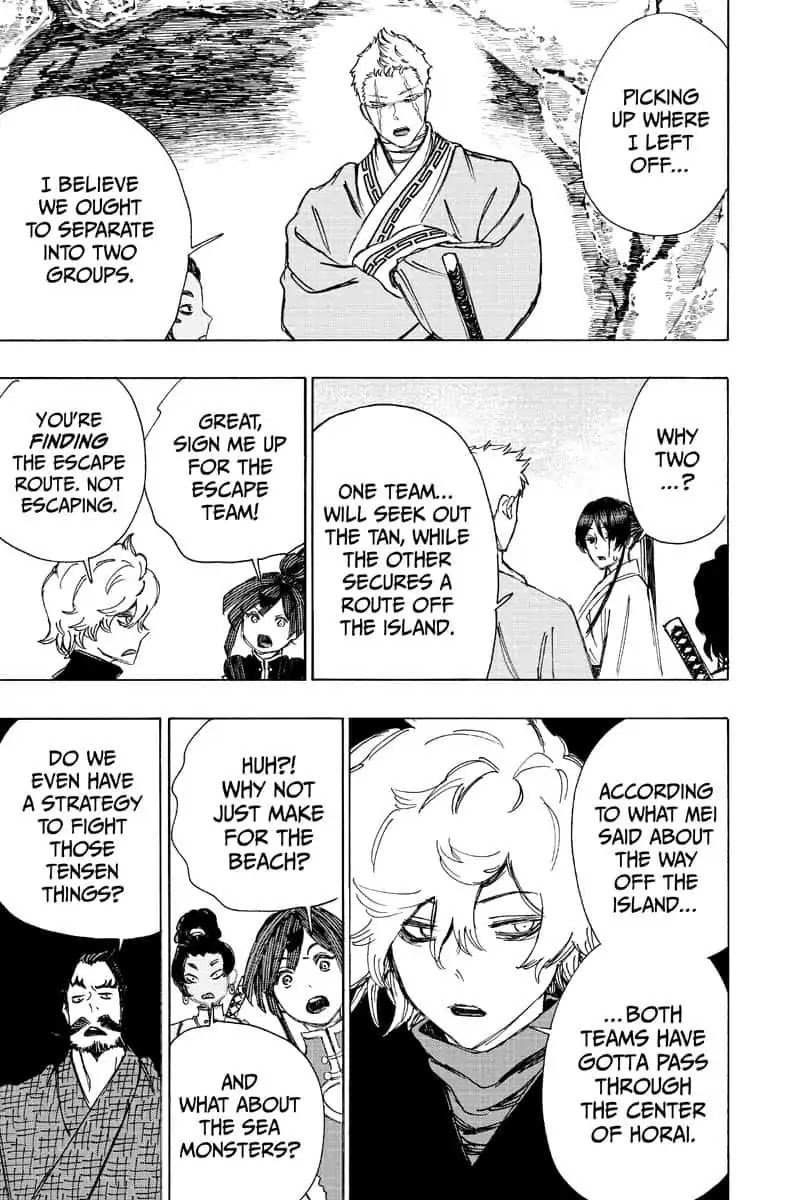 PICKING
UP WHERE
I LEFT
OFF...
I BELIEVE
WE OUGHT
TO SEPARATE
INTO TWO
GROUPS.
WHY
TWO
...?
ONE TEAM...
WILL SEEK OUT
THE TAN, WHILE
THE OTHER
SECURES A
ROUTE OFF
THE ISLAND.
GREAT,
SIGN ME UP
FOR THE
ESCAPE
TEAM!
YOU'RE
FINDING
THE ESCAPE
ROUTE. NOT
ESCAPING.
ACCORDING
TO WHAT MEI
SAID ABOUT
THE WAY
OFF THE
ISLAND...
...BOTH
TEAMS HAVE
GOTTA PASS
THROUGH
THE CENTER
OF HORAI.
HUH?!
WHY NOT
JUST MAKE
FOR THE
BEACH?
AND
WHAT ABOUT
THE SEA
MONSTERS?
DO WE
EVEN HAVE
A STRATEGY
TO FIGHT
THOSE
TENSEN
THINGS?